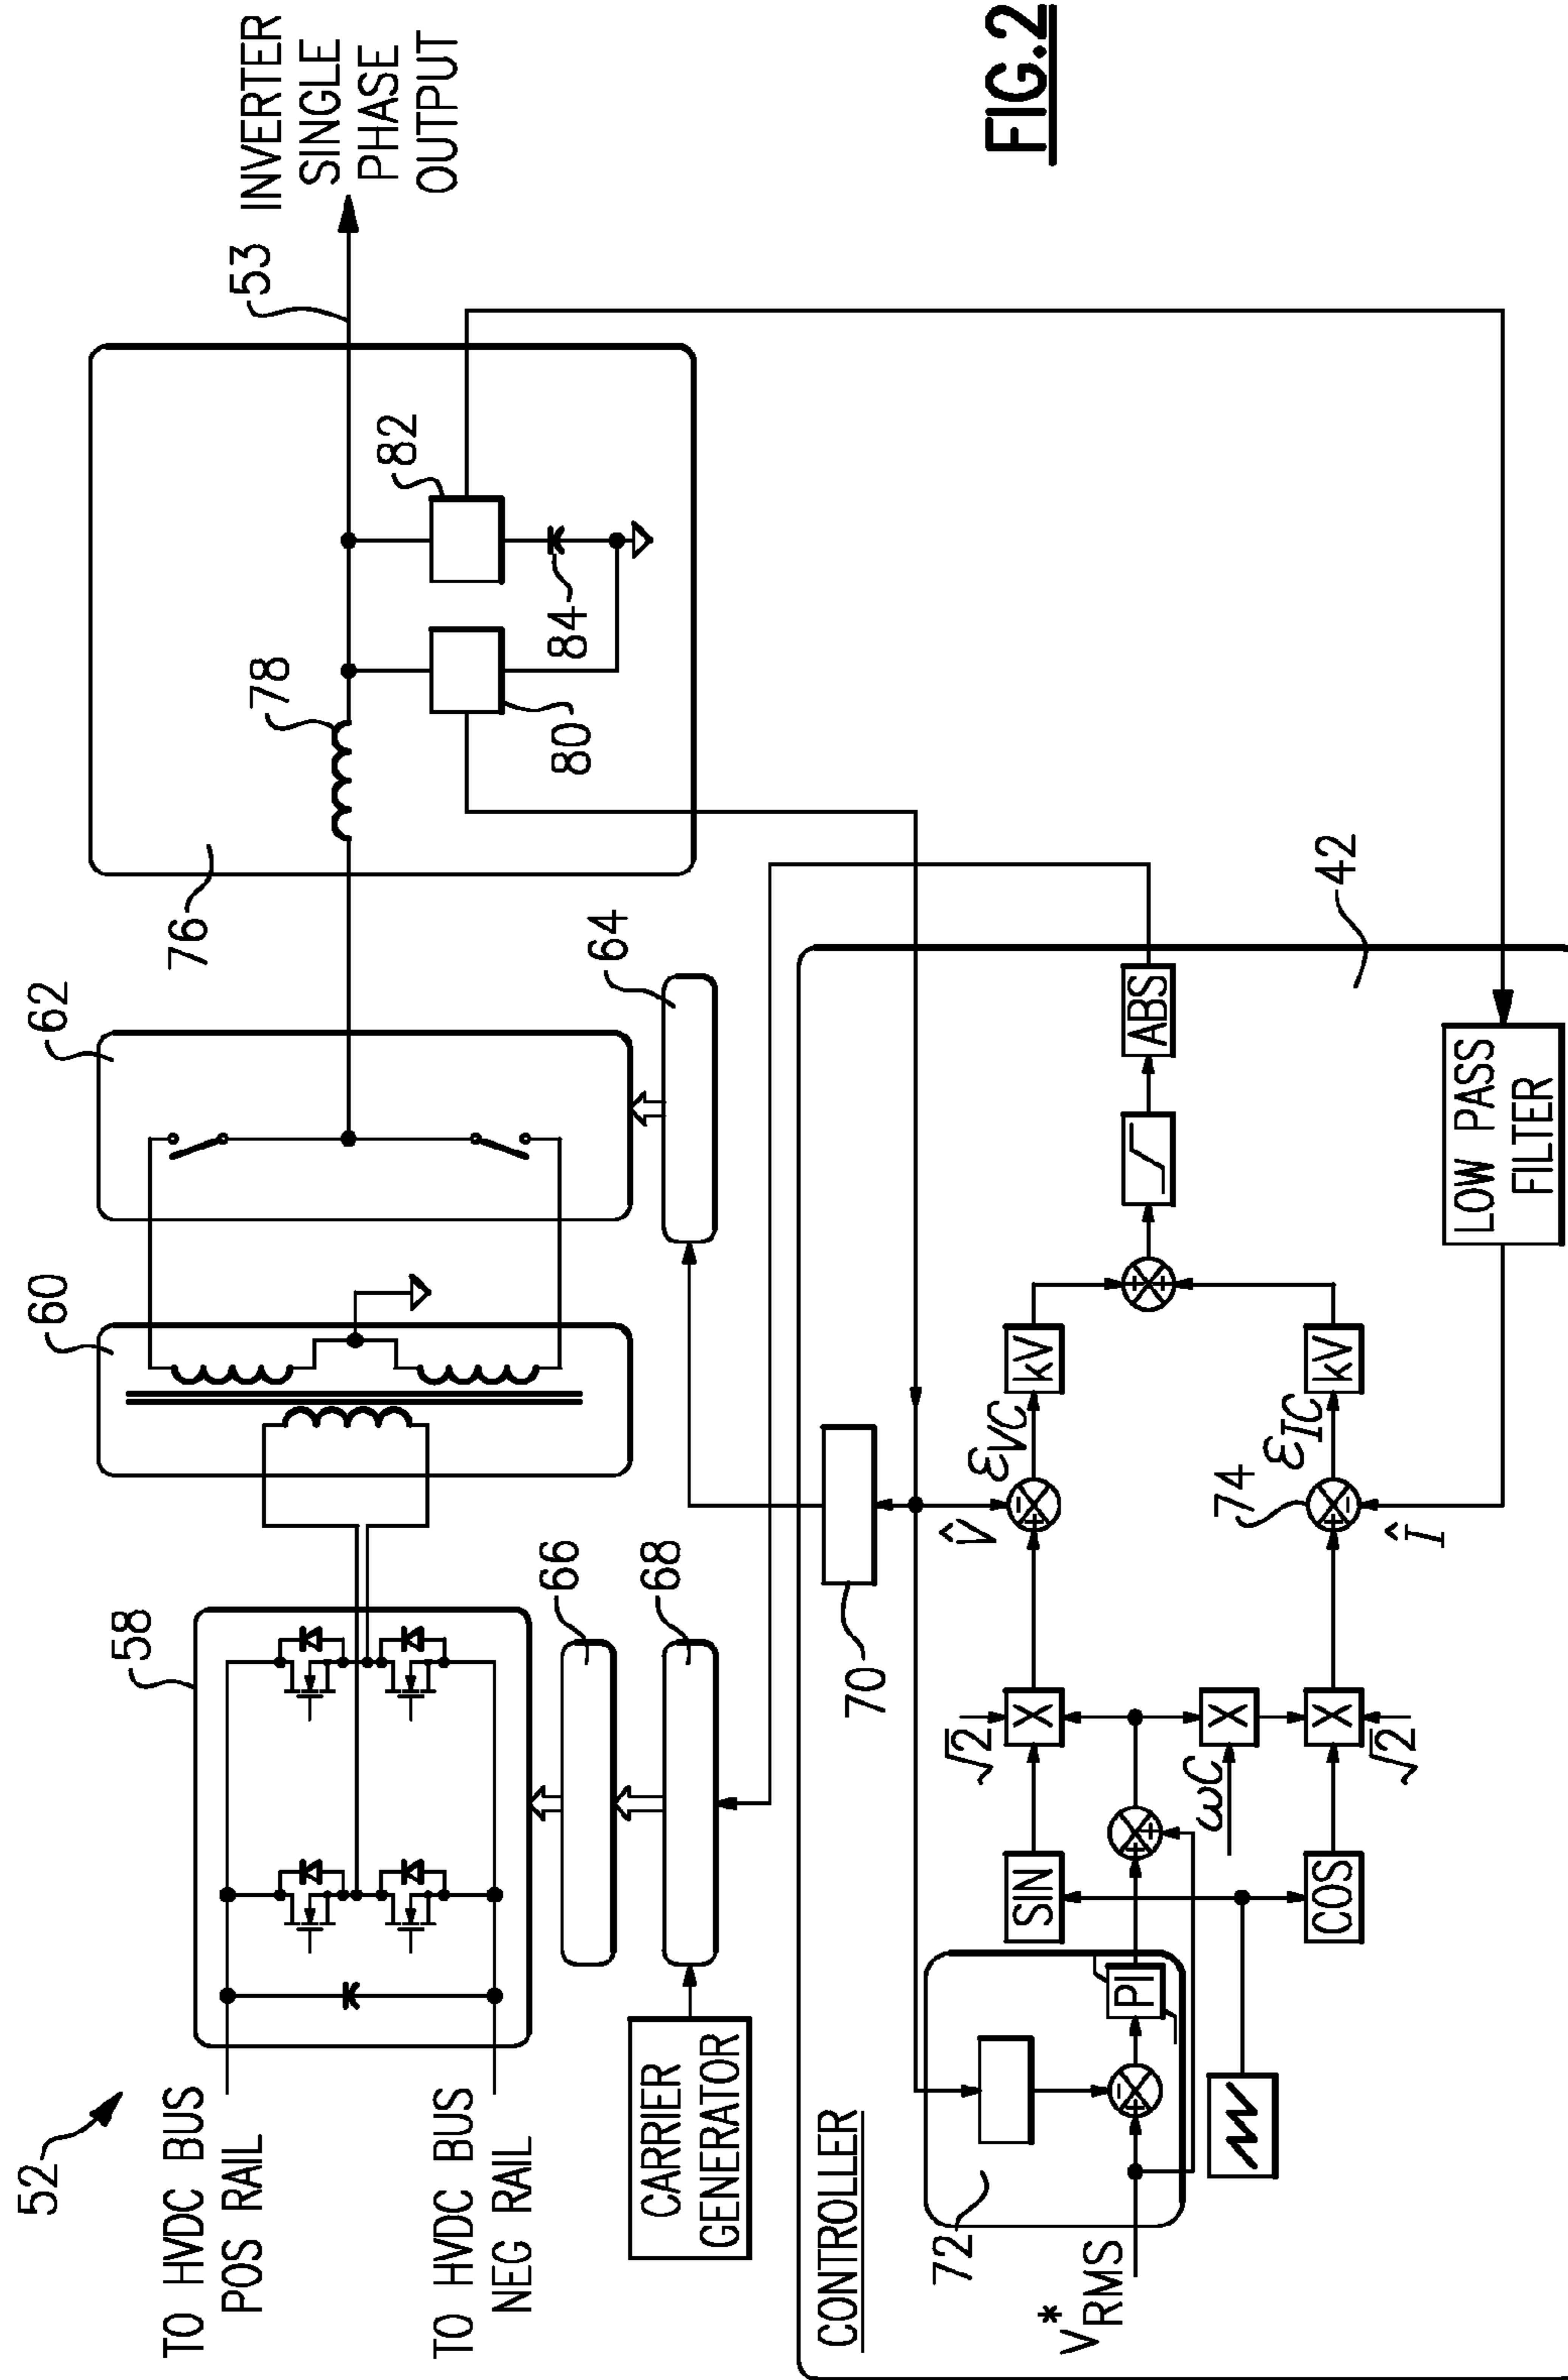 52
TO HVDC BUS
POS RAIL
TO HVDC BUS
NEG RAIL
58
60
62
76
78
53
INVERTER
SINGLE
PHASE
OUTPUT
80
84
82
66
68
64
CARRIER
GENERATOR
FIG.2
CONTROLLER
70
42
72
V*RMS
PI
SIN
COS
√2
X
ωC
X
X
√2
V̂
εVC
kV
74
εIC
kV
Î
ABS
LOW PASS
FILTER